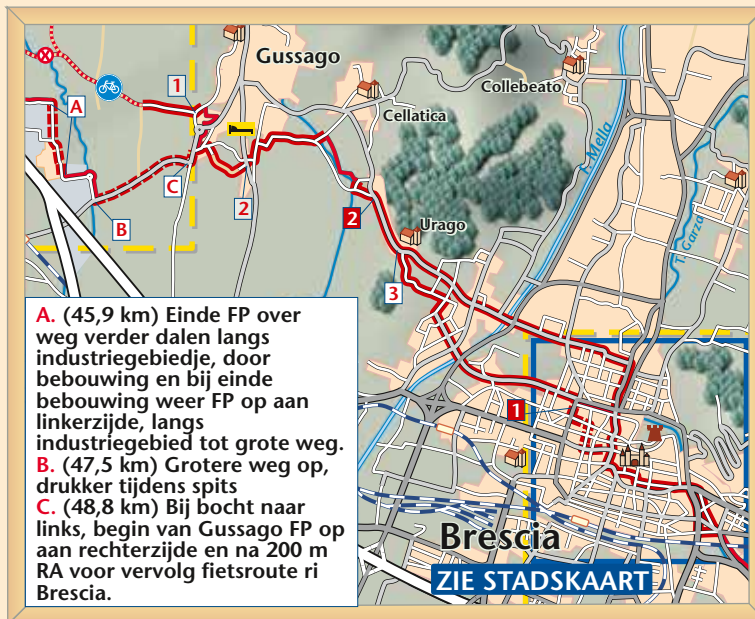 Gussago
Collebeato
Cellatica
T. Mella
T. Garza
Urago
1
A
C
B
2
2
3
1
A. (45,9 km) Einde FP over
weg verder dalen langs
industriegebiedje, door
bebouwing en bij einde
bebouwing weer FP op aan
linkerzijde, langs
industriegebied tot grote weg.
B. (47,5 km) Grotere weg op,
drukker tijdens spits
C. (48,8 km) Bij bocht naar
links, begin van Gussago FP op
aan rechterzijde en na 200 m
RA voor vervolg fietsroute ri
Brescia.
Brescia
ZIE STADSKAART